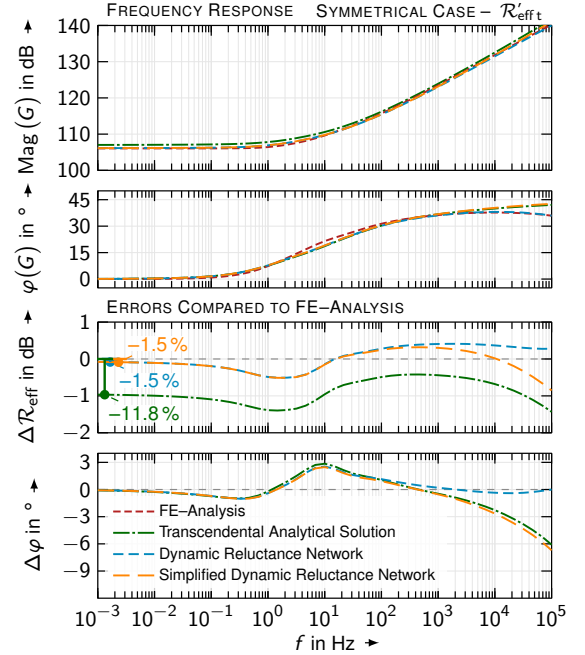 FREQUENCY RESPONSE SYMMETRICAL CASE – ℛ′eff t
Mag (G) in dB →
140
130
120
110
100
φ(G) in ° →
45
30
15
0
ERRORS COMPARED TO FE–ANALYSIS
Δℛeff in dB →
1
0
−1
−2
−1.5 %
−1.5 %
−11.8 %
Δφ in ° →
3
0
−3
−6
−9
FE–Analysis
Transcendental Analytical Solution
Dynamic Reluctance Network
Simplified Dynamic Reluctance Network
10⁻³ 10⁻² 10⁻¹ 10⁰ 10¹ 10² 10³ 10⁴ 10⁵
f in Hz →